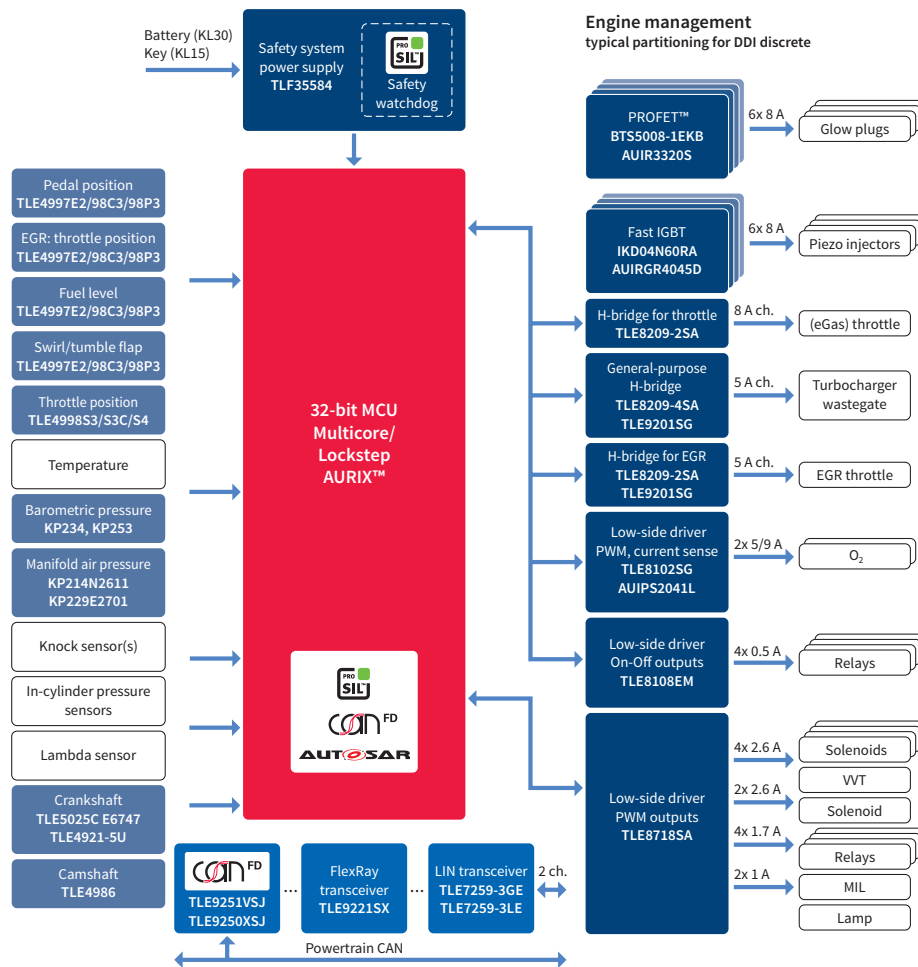 Engine management
typical partitioning for DDI discrete
Battery (KL30)
Key (KL15)
Safety system
power supply
TLF35584
PRO
SIL
Safety
watchdog
Pedal position
TLE4997E2/98C3/98P3
EGR: throttle position
TLE4997E2/98C3/98P3
Fuel level
TLE4997E2/98C3/98P3
Swirl/tumble flap
TLE4997E2/98C3/98P3
Throttle position
TLE4998S3/S3C/S4
Temperature
Barometric pressure
KP234, KP253
Manifold air pressure
KP214N2611
KP229E2701
Knock sensor(s)
In-cylinder pressure
sensors
Lambda sensor
Crankshaft
TLE5025C E6747
TLE4921-5U
Camshaft
TLE4986
32-bit MCU
Multicore/
Lockstep
AURIX™
PRO
SIL
CAN FD
AUTOSAR
CAN FD
TLE9251VSJ
TLE9250XSJ
...
FlexRay
transceiver
TLE9221SX
...
LIN transceiver
TLE7259-3GE
TLE7259-3LE
2 ch.
Powertrain CAN
PROFET™
BTS5008-1EKB
AUIR3320S
6x 8 A
Glow plugs
Fast IGBT
IKD04N60RA
AUIRGR4045D
6x 8 A
Piezo injectors
H-bridge for throttle
TLE8209-2SA
8 A ch.
(eGas) throttle
General-purpose
H-bridge
TLE8209-4SA
TLE9201SG
5 A ch.
Turbocharger
wastegate
H-bridge for EGR
TLE8209-2SA
TLE9201SG
5 A ch.
EGR throttle
Low-side driver
PWM, current sense
TLE8102SG
AUIPS2041L
2x 5/9 A
O₂
Low-side driver
On-Off outputs
TLE8108EM
4x 0.5 A
Relays
Low-side driver
PWM outputs
TLE8718SA
4x 2.6 A
Solenoids
VVT
2x 2.6 A
Solenoid
4x 1.7 A
Relays
2x 1 A
MIL
Lamp